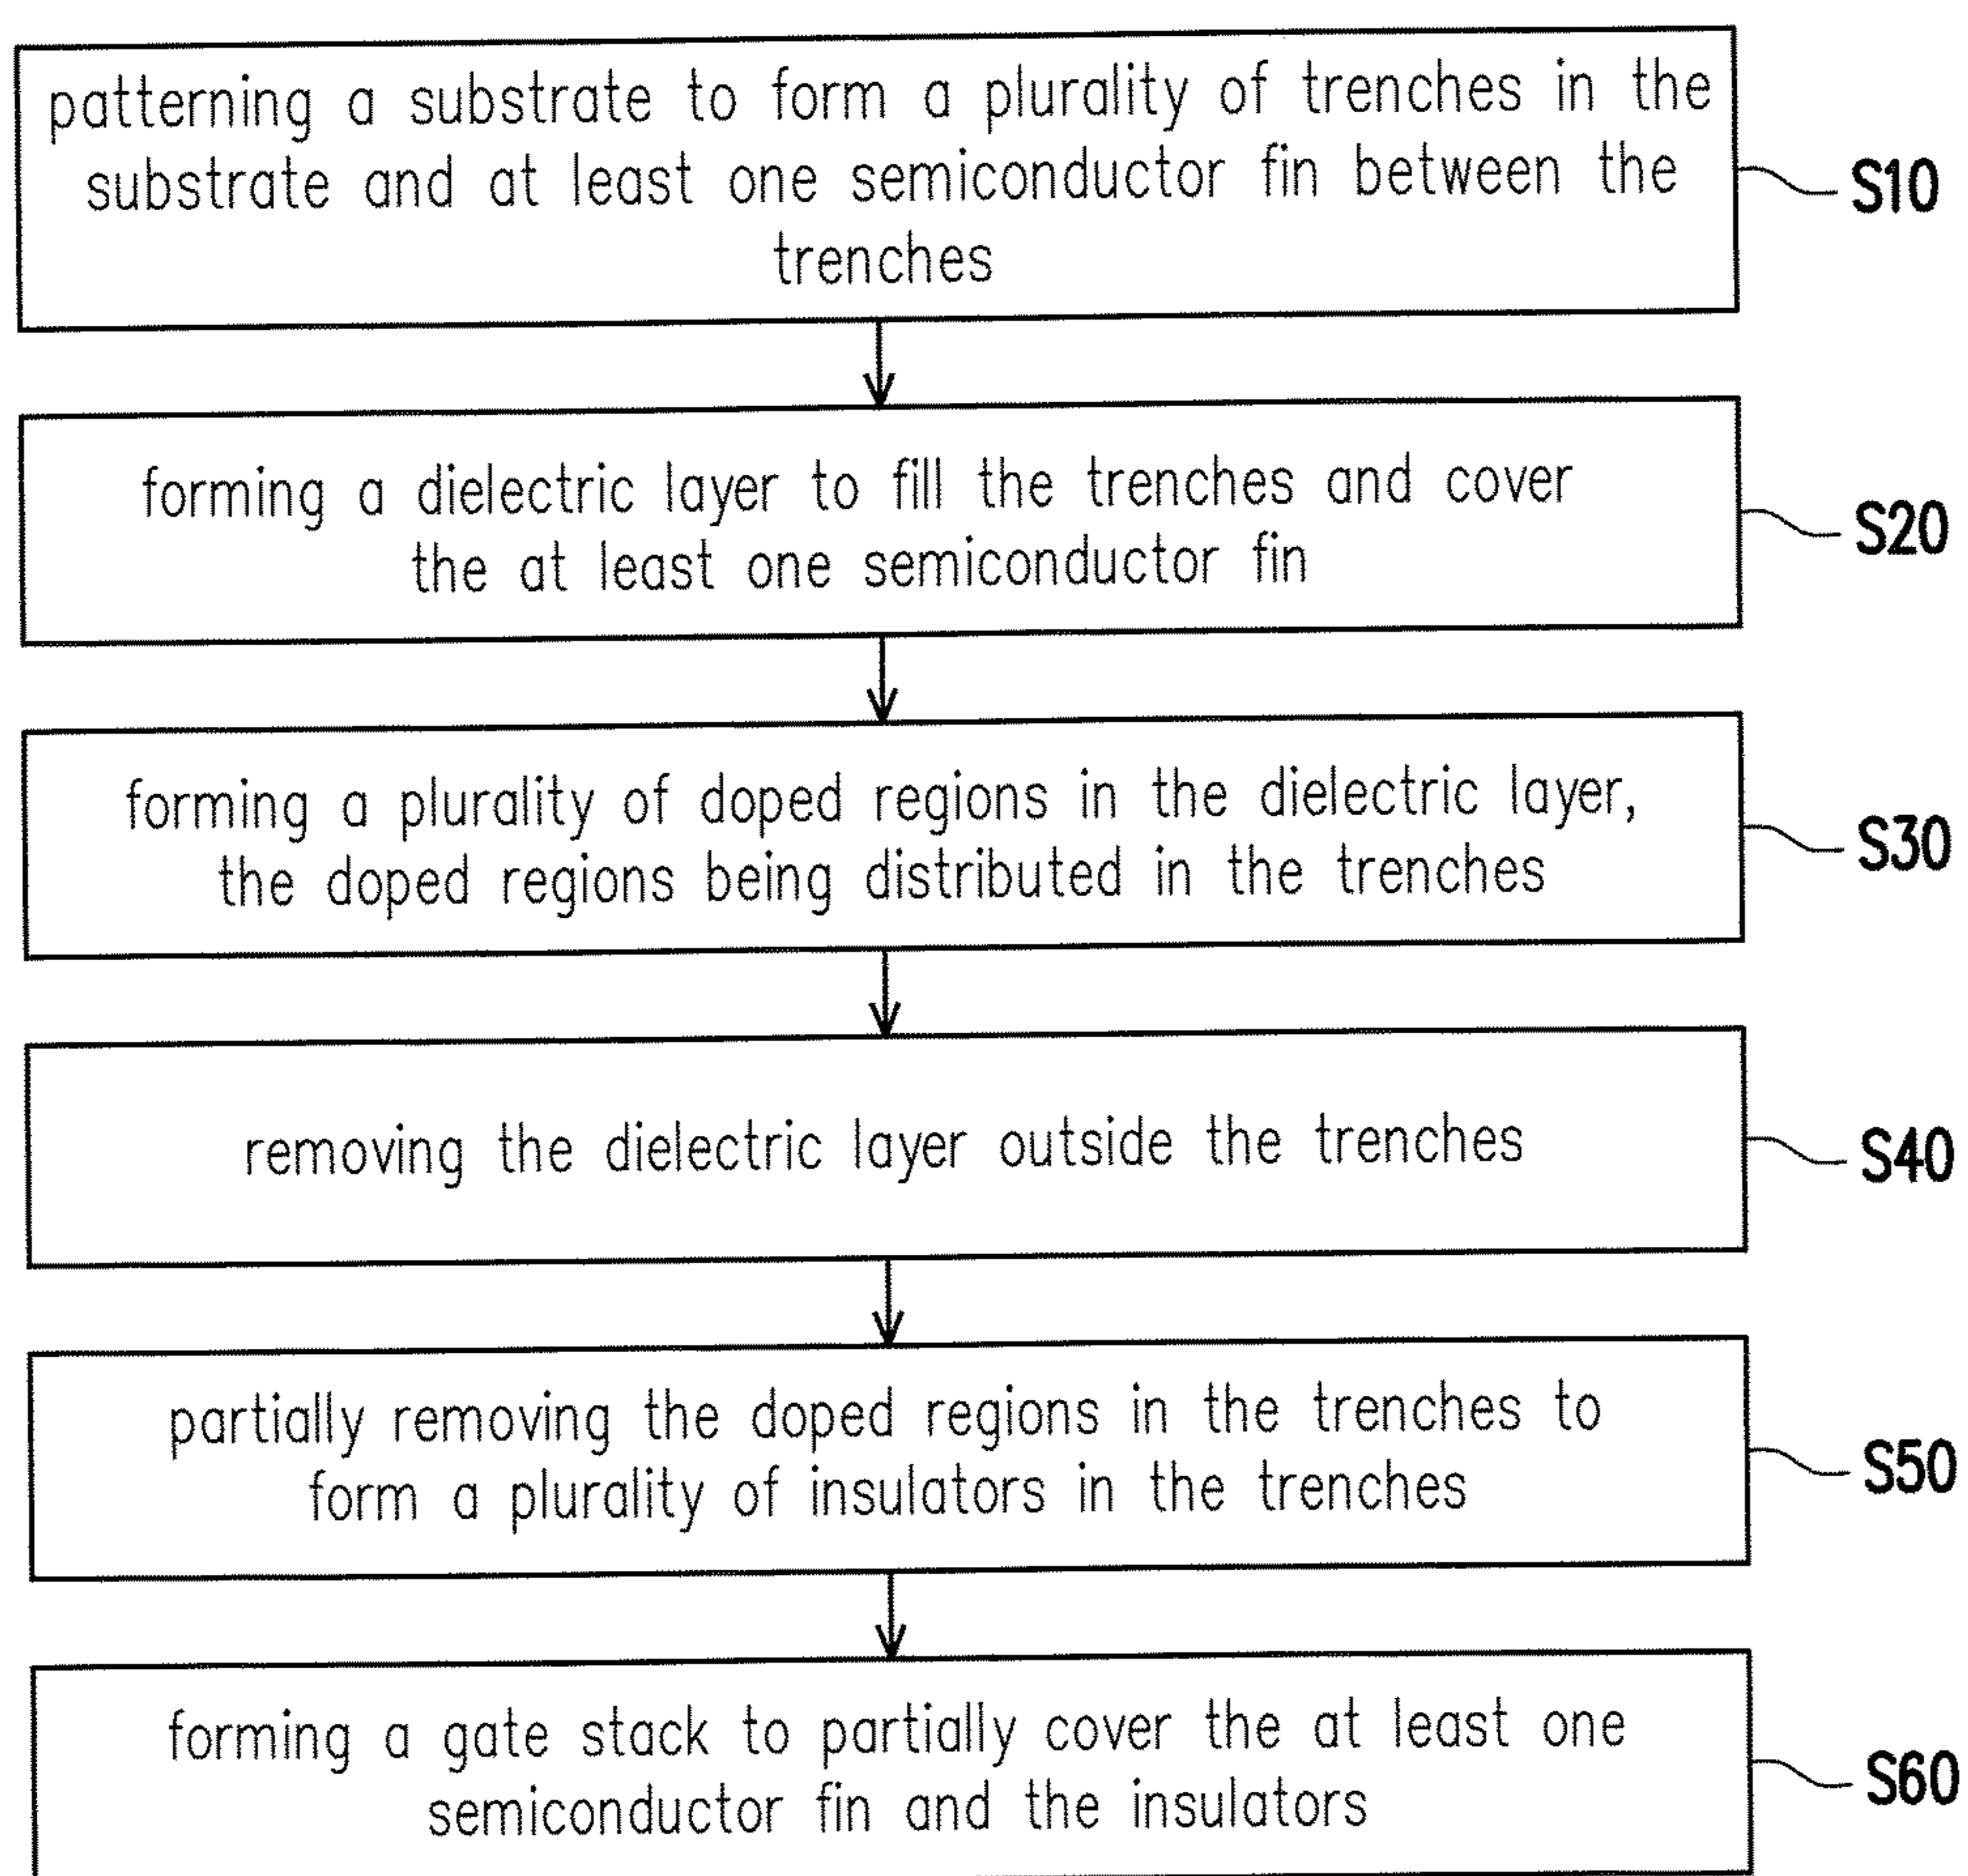 patterning a substrate to form a plurality of trenches in the
substrate and at least one semiconductor fin between the
trenches
S10
forming a dielectric layer to fill the trenches and cover
the at least one semiconductor fin
S20
forming a plurality of doped regions in the dielectric layer,
the doped regions being distributed in the trenches
S30
removing the dielectric layer outside the trenches
S40
partially removing the doped regions in the trenches to
form a plurality of insulators in the trenches
S50
forming a gate stack to partially cover the at least one
semiconductor fin and the insulators
S60